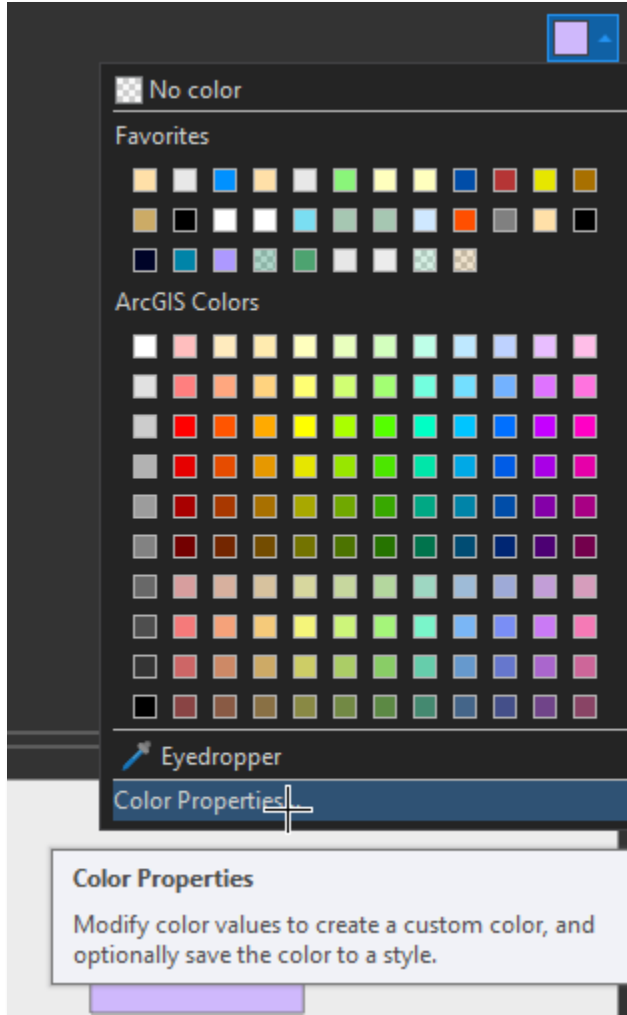 No color
Favorites
ArcGIS Colors
Eyedropper
Color Properties...
Color Properties
Modify color values to create a custom color, and
optionally save the color to a style.